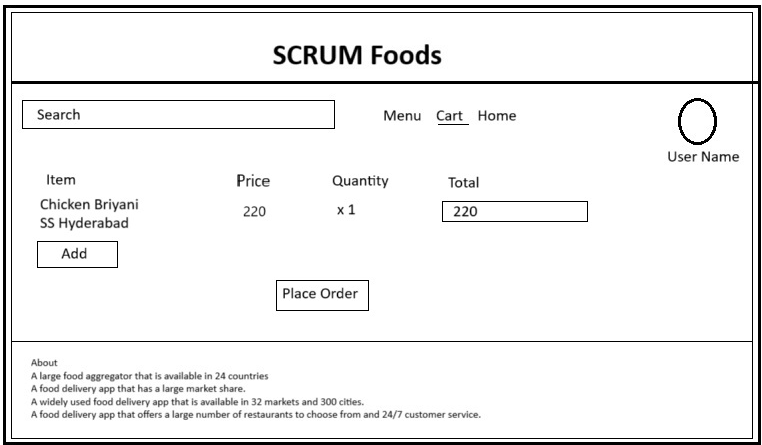 SCRUM Foods
Search
Menu Cart Home
User Name
Item Price Quantity Total
Chicken Briyani
SS Hyderabad
220 x 1 220
Add
Place Order
About
A large food aggregator that is available in 24 countries
A food delivery app that has a large market share.
A widely used food delivery app that is available in 32 markets and 300 cities.
A food delivery app that offers a large number of restaurants to choose from and 24/7 customer service.